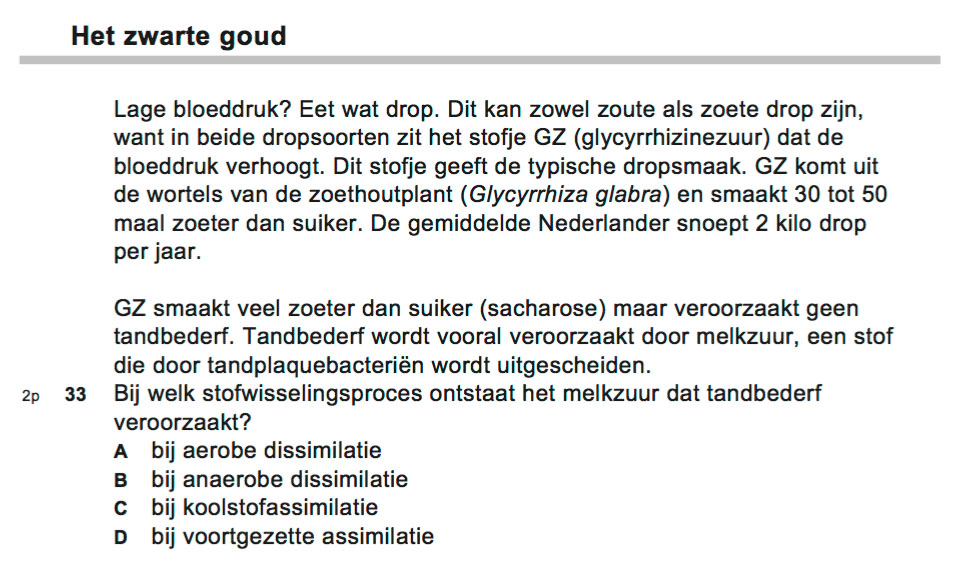 Het zwarte goud
Lage bloeddruk? Eet wat drop. Dit kan zowel zoute als zoete drop zijn,
want in beide dropsoorten zit het stofje GZ (glycyrrhizinezuur) dat de
bloeddruk verhoogt. Dit stofje geeft de typische dropsmaak. GZ komt uit
de wortels van de zoethoutplant (Glycyrrhiza glabra) en smaakt 30 tot 50
maal zoeter dan suiker. De gemiddelde Nederlander snoept 2 kilo drop
per jaar.
GZ smaakt veel zoeter dan suiker (sacharose) maar veroorzaakt geen
tandbederf. Tandbederf wordt vooral veroorzaakt door melkzuur, een stof
die door tandplaquebacteriën wordt uitgescheiden.
2p 33 Bij welk stofwisselingsproces ontstaat het melkzuur dat tandbederf
veroorzaakt?
A bij aerobe dissimilatie
B bij anaerobe dissimilatie
C bij koolstofassimilatie
D bij voortgezette assimilatie